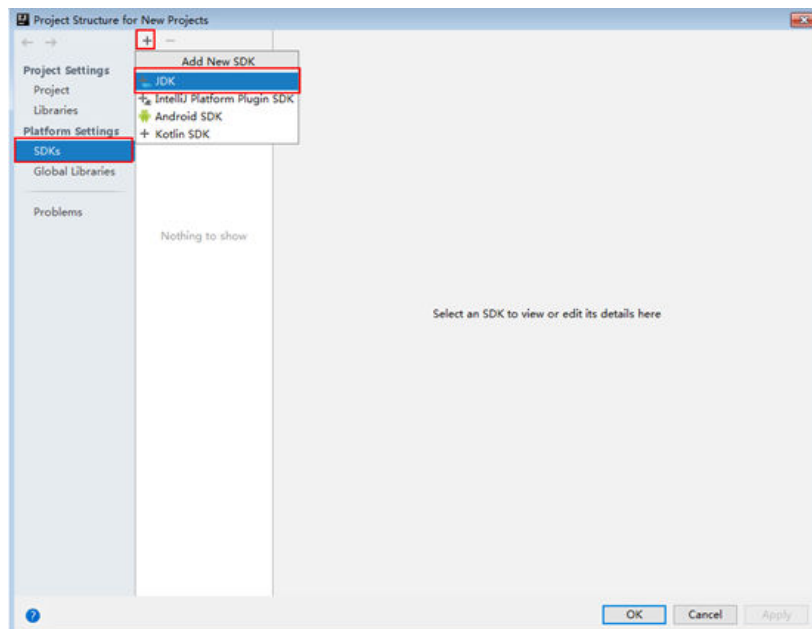 Project Structure for New Projects
Add New SDK
JDK
IntelliJ Platform Plugin SDK
Android SDK
Kotlin SDK
Project Settings
Project
Libraries
Platform Settings
SDKs
Global Libraries
Problems
Nothing to show
Select an SDK to view or edit its details here
OK Cancel Apply